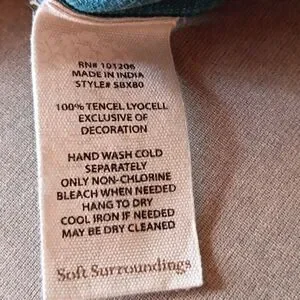 RN# 101206
MADE IN INDIA
STYLE# SBX80
100% TENCEL LYOCELL
EXCLUSIVE OF
DECORATION
HAND WASH COLD
SEPARATELY
ONLY NON-CHLORINE
BLEACH WHEN NEEDED
HANG TO DRY
COOL IRON IF NEEDED
MAY BE DRY CLEANED
Soft Surroundings